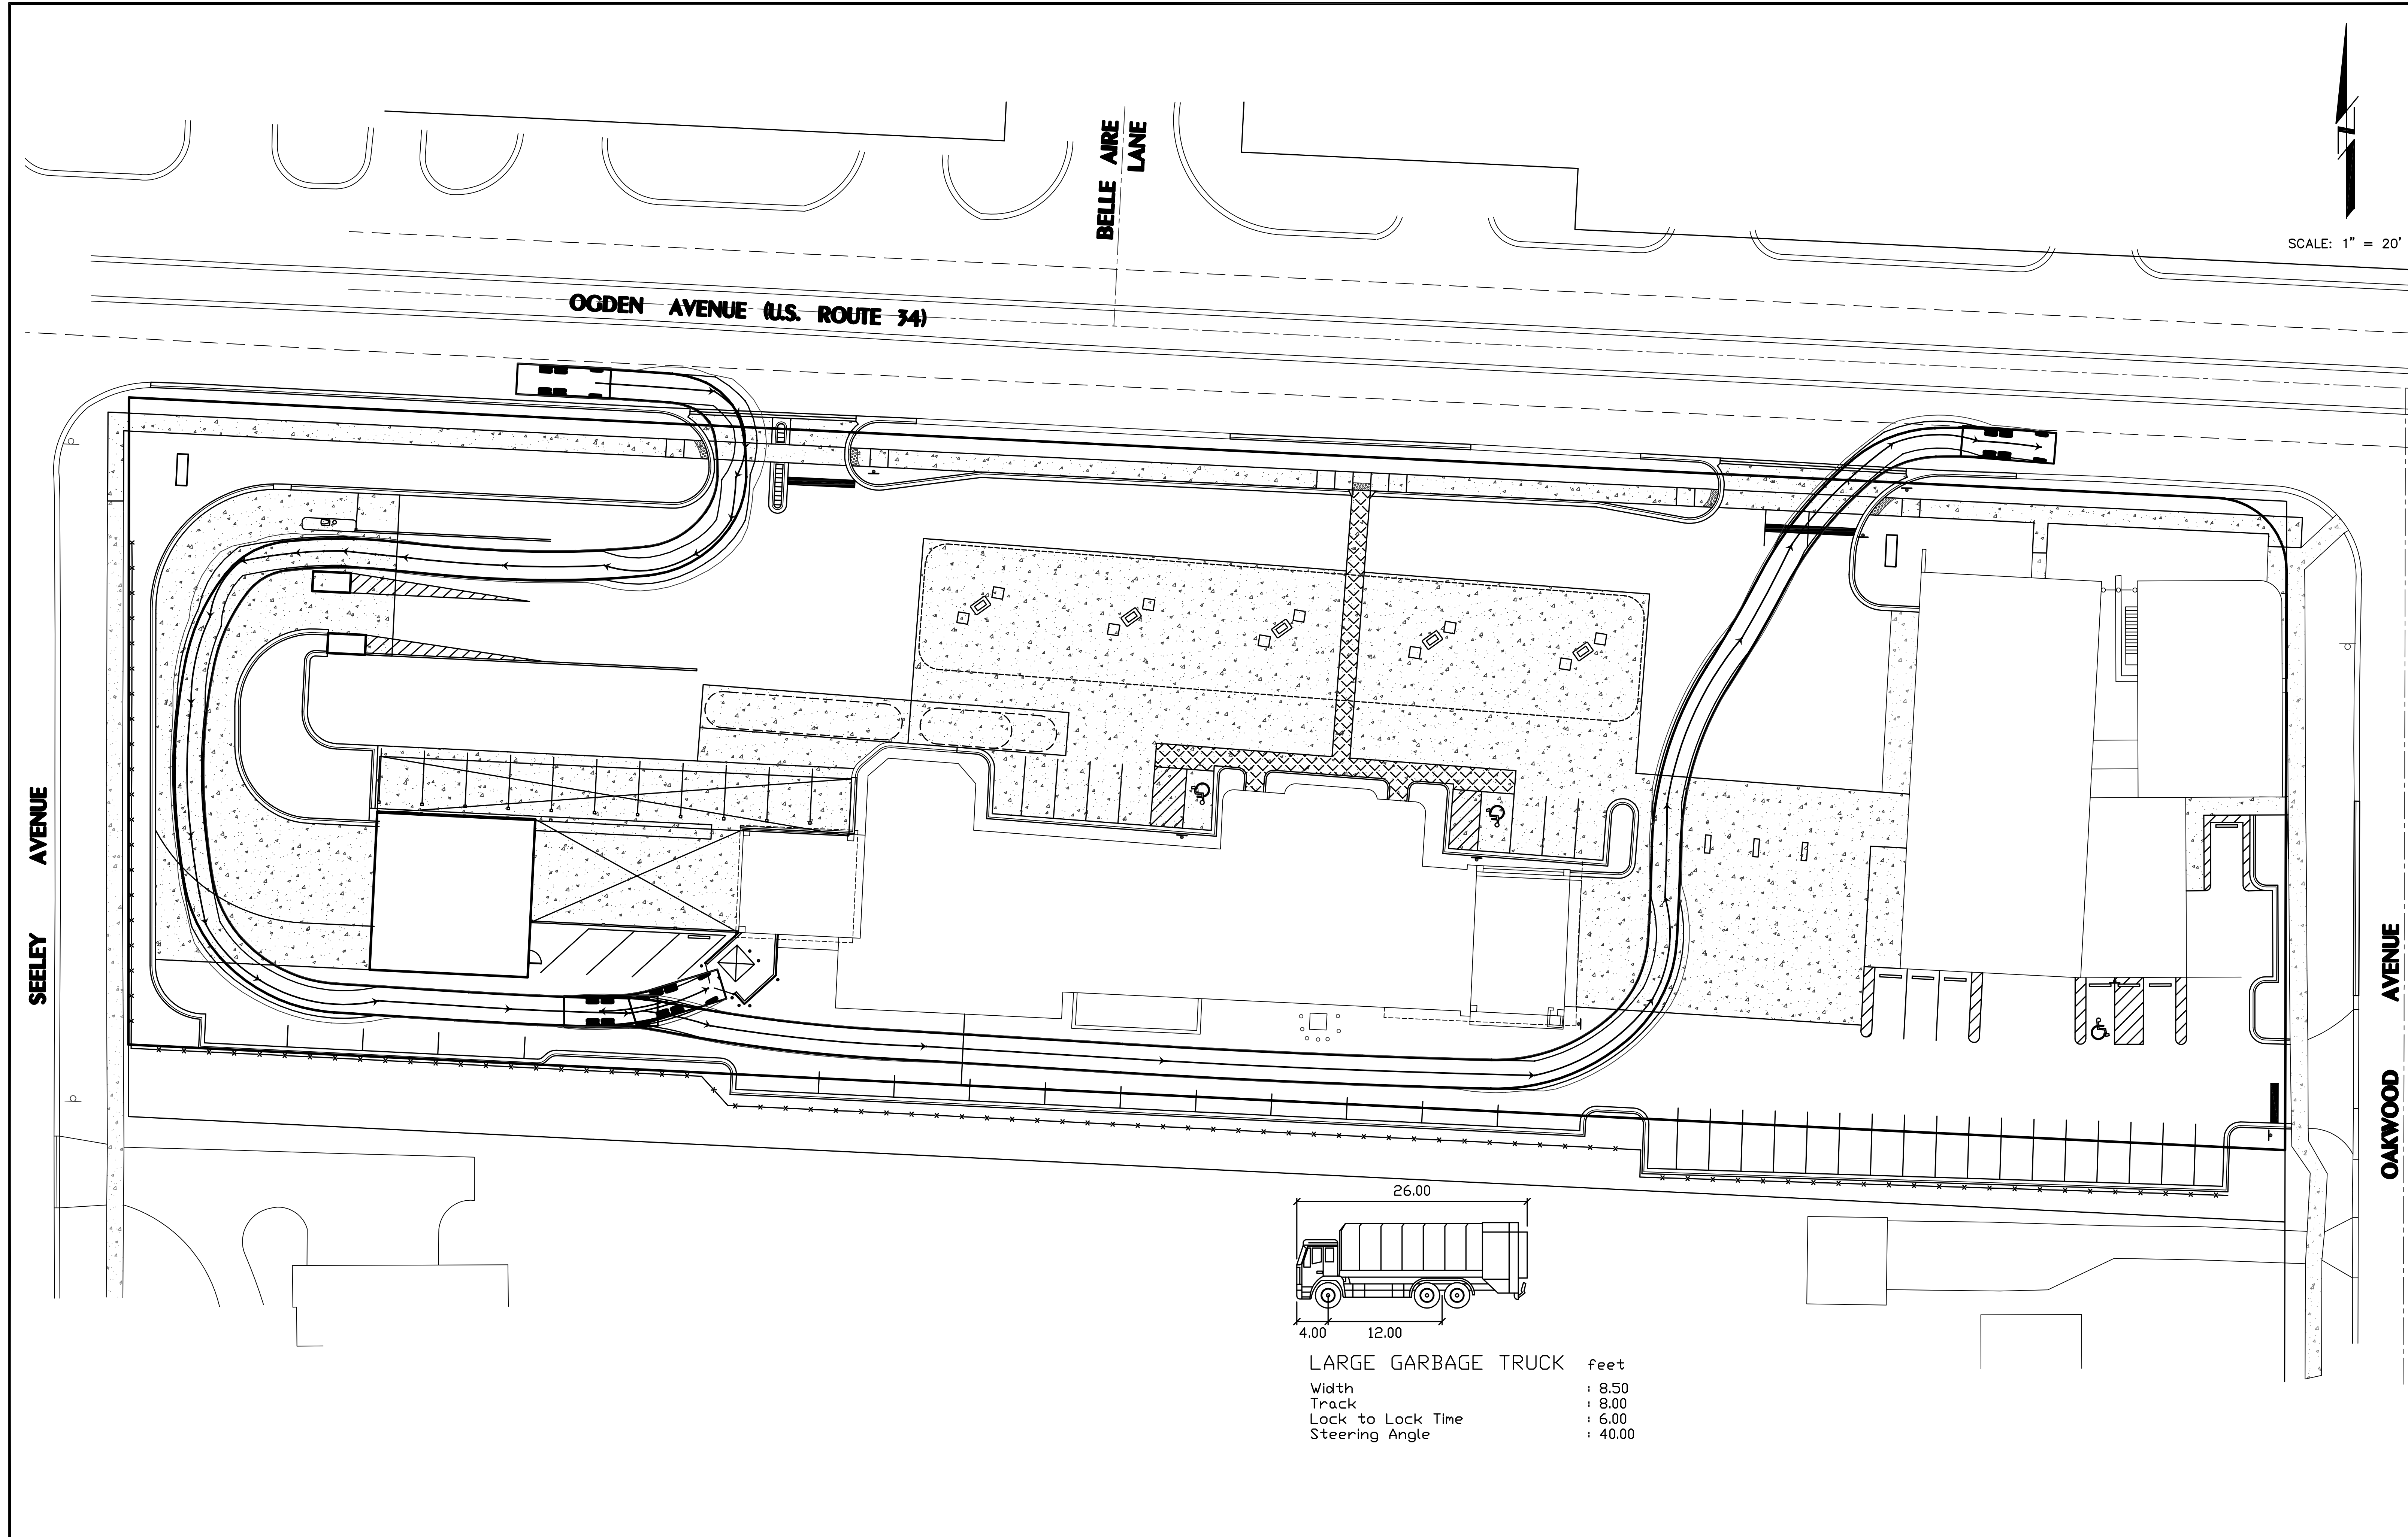 BELLE AIRE
LANE
SCALE: 1" = 20'
OGDEN AVENUE (U.S. ROUTE 34)
SEELEY AVENUE
OAKWOOD AVENUE
26.00
4.00 12.00
LARGE GARBAGE TRUCK feet
Width : 8.50
Track : 8.00
Lock to Lock Time : 6.00
Steering Angle : 40.00